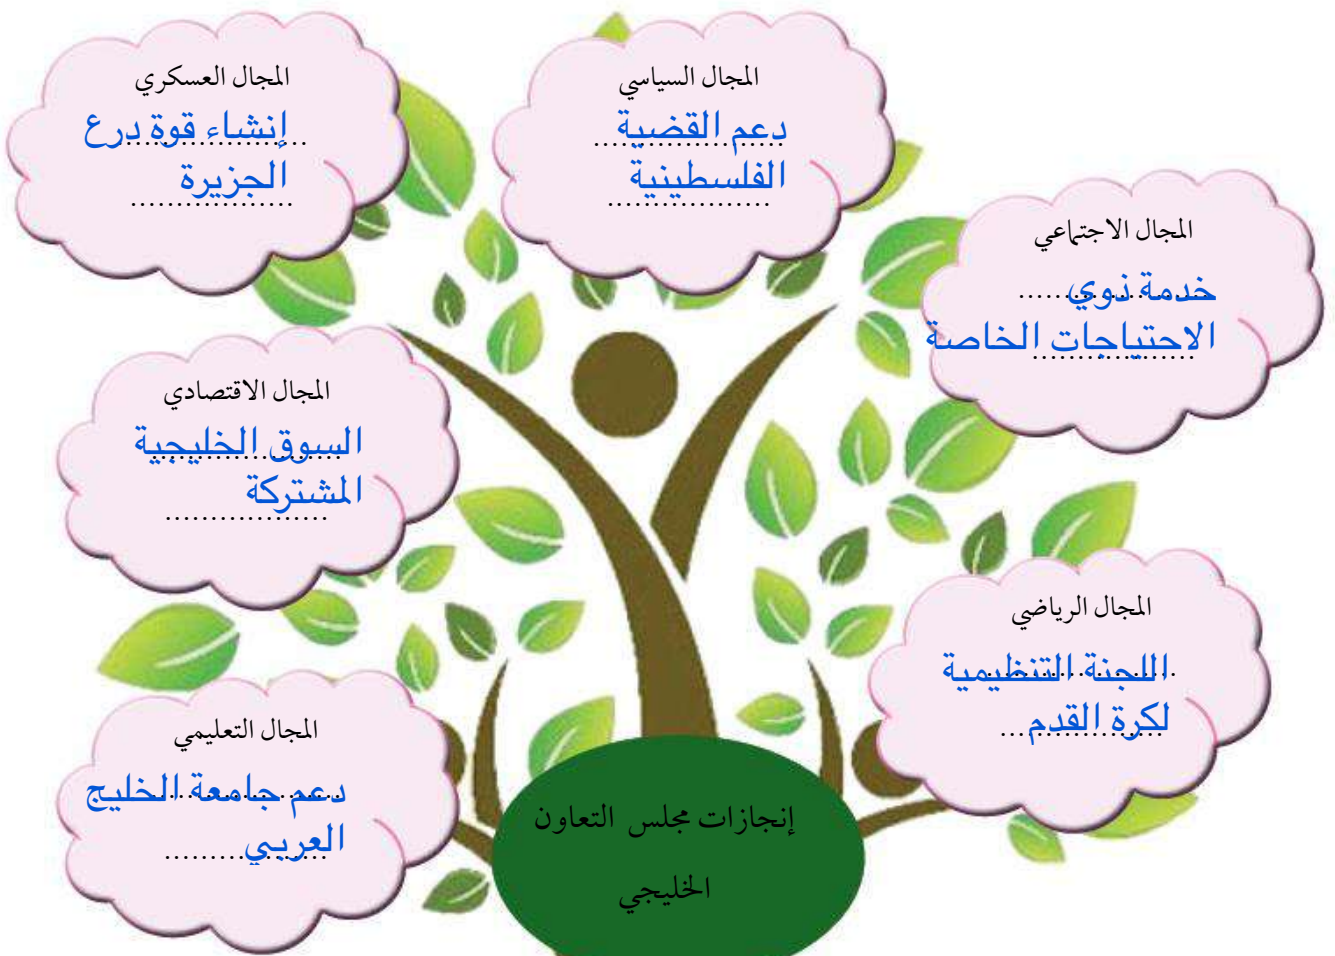 المجال السياسي
دعم القضية
الفلسطينية
المجال العسكري
إنشاء قوة درع
الجزيرة
المجال الاجتماعي
خدمة ذوي
الاحتياجات الخاصة
المجال الاقتصادي
السوق الخليجية
المشتركة
المجال الرياضي
اللجنة التنظيمية
لكرة القدم
المجال التعليمي
دعم جامعة الخليج
العربي
إنجازات مجلس التعاون
الخليجي